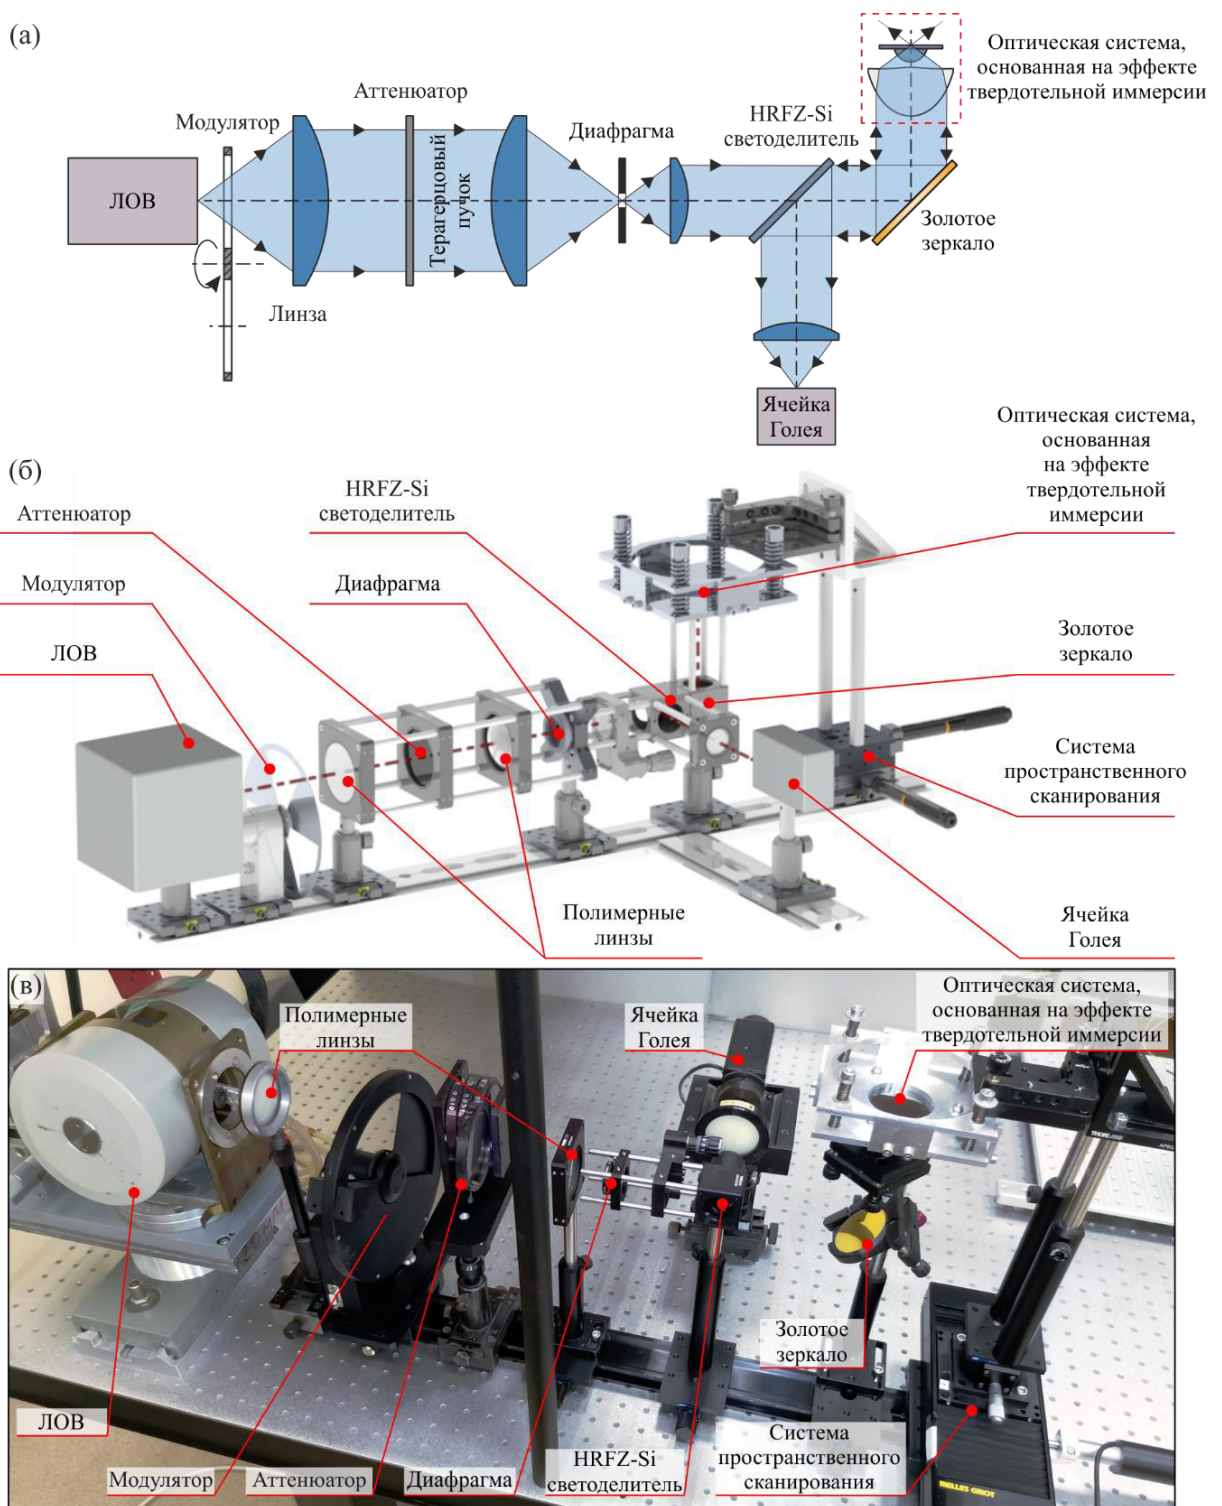 (а)
Оптическая система,
основанная на эффекте
твердотельной иммерсии
Аттенюатор
Модулятор
Диафрагма
HRFZ-Si
светоделитель
ЛОВ
Терагерцовый
пучок
Золотое
зеркало
Линза
Ячейка
Голея
(б)
Оптическая система,
основанная
на эффекте
твердотельной
иммерсии
HRFZ-Si
светоделитель
Аттенюатор
Модулятор
Диафрагма
ЛОВ
Золотое
зеркало
Система
пространственного
сканирования
Полимерные
линзы
Ячейка
Голея
(в)
Полимерные
линзы
Ячейка
Голея
Оптическая система,
основанная на эффекте
твердотельной иммерсии
Золотое
зеркало
ЛОВ
Модулятор
Аттенюатор
Диафрагма
HRFZ-Si
светоделитель
Система
пространственного
сканирования
MELLES GRIOT